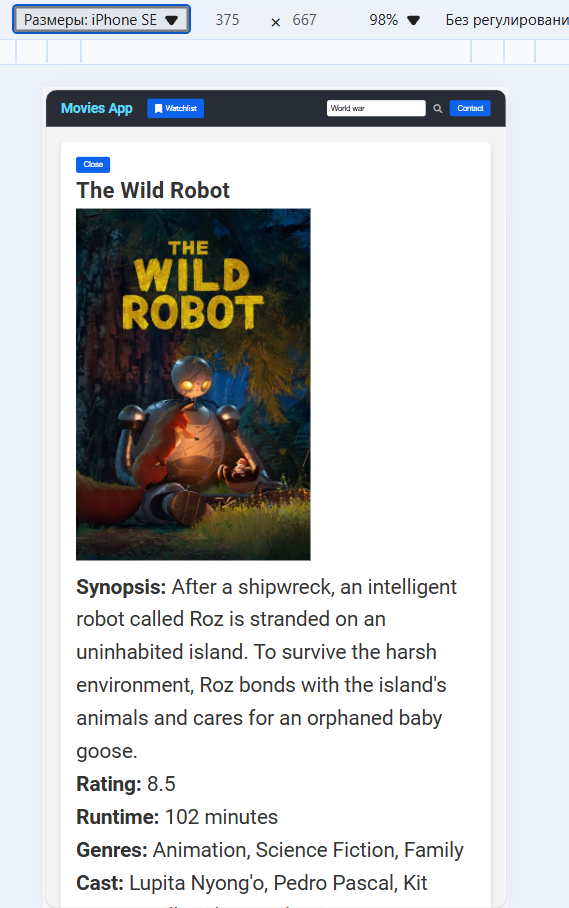 Размеры: iPhone SE 375 × 667 98% Без регулировани
Movies App Watchlist World war Contact
Close
The Wild Robot
THE
WILD
ROBOT
Synopsis: After a shipwreck, an intelligent
robot called Roz is stranded on an
uninhabited island. To survive the harsh
environment, Roz bonds with the island's
animals and cares for an orphaned baby
goose.
Rating: 8.5
Runtime: 102 minutes
Genres: Animation, Science Fiction, Family
Cast: Lupita Nyong'o, Pedro Pascal, Kit